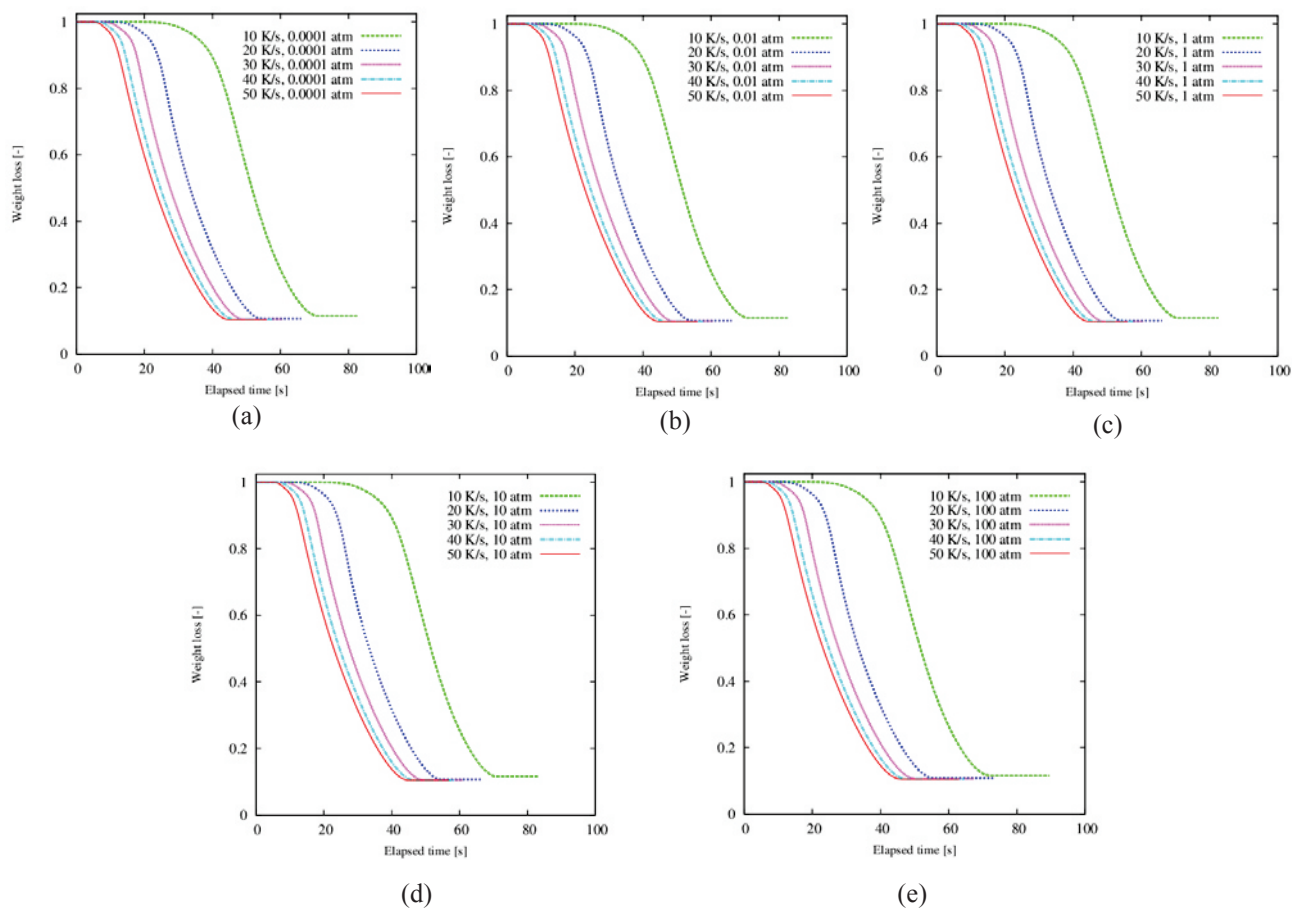 1
0.8
0.6
0.4
0.2
0
Weight loss [-]
10 K/s, 0.0001 atm
20 K/s, 0.0001 atm
30 K/s, 0.0001 atm
40 K/s, 0.0001 atm
50 K/s, 0.0001 atm
0 20 40 60 80 100
Elapsed time [s]
(a)
1
0.8
0.6
0.4
0.2
0
Weight loss [-]
10 K/s, 0.01 atm
20 K/s, 0.01 atm
30 K/s, 0.01 atm
40 K/s, 0.01 atm
50 K/s, 0.01 atm
0 20 40 60 80 100
Elapsed time [s]
(b)
1
0.8
0.6
0.4
0.2
0
Weight loss [-]
10 K/s, 1 atm
20 K/s, 1 atm
30 K/s, 1 atm
40 K/s, 1 atm
50 K/s, 1 atm
0 20 40 60 80 100
Elapsed time [s]
(c)
1
0.8
0.6
0.4
0.2
0
Weight loss [-]
10 K/s, 10 atm
20 K/s, 10 atm
30 K/s, 10 atm
40 K/s, 10 atm
50 K/s, 10 atm
0 20 40 60 80 100
Elapsed time [s]
(d)
1
0.8
0.6
0.4
0.2
0
Weight loss [-]
10 K/s, 100 atm
20 K/s, 100 atm
30 K/s, 100 atm
40 K/s, 100 atm
50 K/s, 100 atm
0 20 40 60 80 100
Elapsed time [s]
(e)